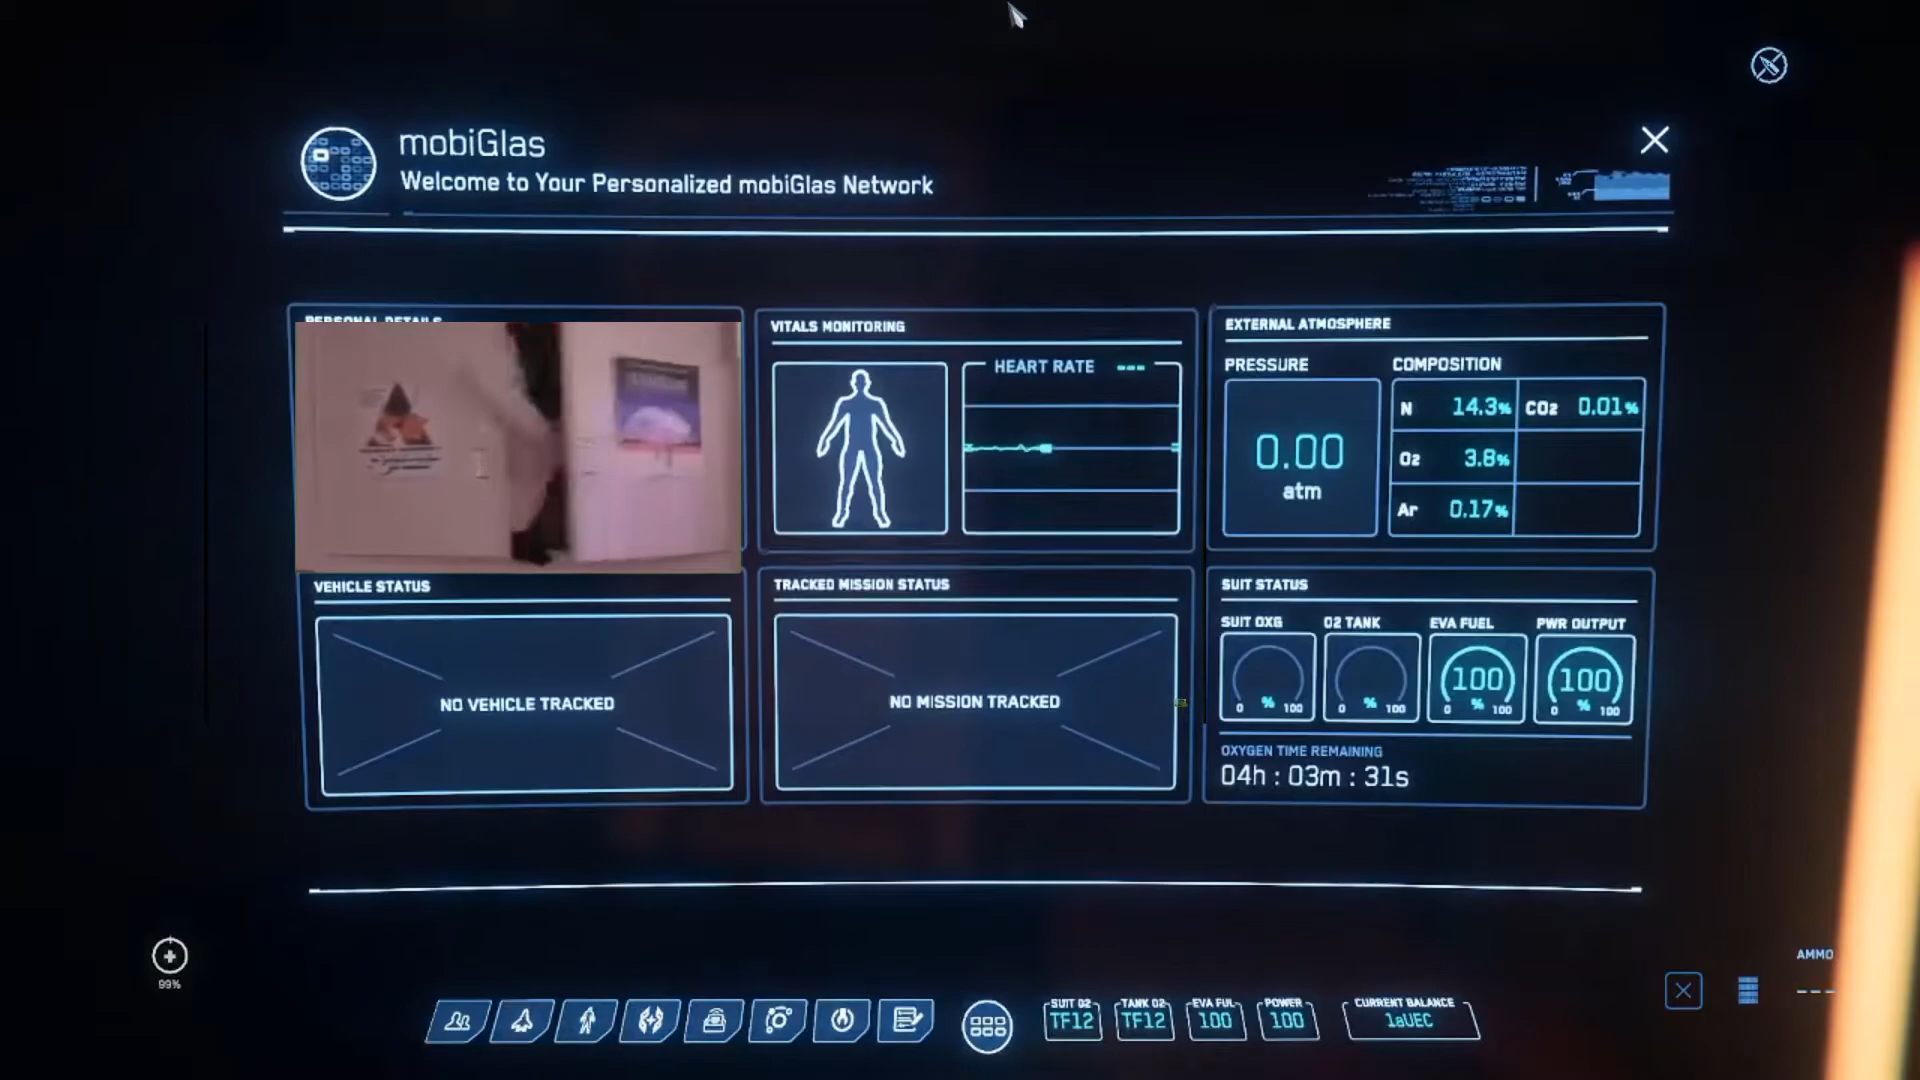 mobiGlas
Welcome to Your Personalized mobiGlas Network
PERSONAL DETAILS
VITALS MONITORING
HEART RATE ---
EXTERNAL ATMOSPHERE
PRESSURE
COMPOSITION
0.00
atm
N 14.3% CO2 0.01%
O2 3.8%
Ar 0.17%
VEHICLE STATUS
NO VEHICLE TRACKED
TRACKED MISSION STATUS
NO MISSION TRACKED
SUIT STATUS
SUIT OXG O2 TANK EVA FUEL PWR OUTPUT
100 100
0 % 100 0 % 100 0 % 100 0 % 100
OXYGEN TIME REMAINING
04h : 03m : 31s
99%
AMMO
---
SUIT O2 TANK O2 EVA FUL POWER CURRENT BALANCE
TF12 TF12 100 100 1aUEC